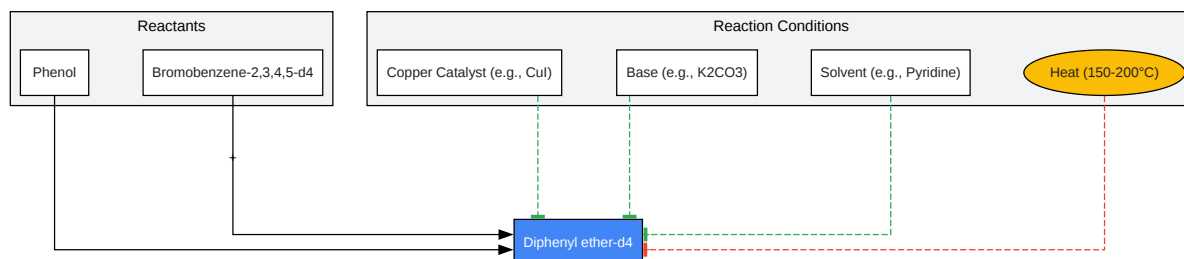 Reactants
Reaction Conditions
Phenol
Bromobenzene-2,3,4,5-d4
Copper Catalyst (e.g., CuI)
Base (e.g., K2CO3)
Solvent (e.g., Pyridine)
Heat (150-200°C)
Diphenyl ether-d4